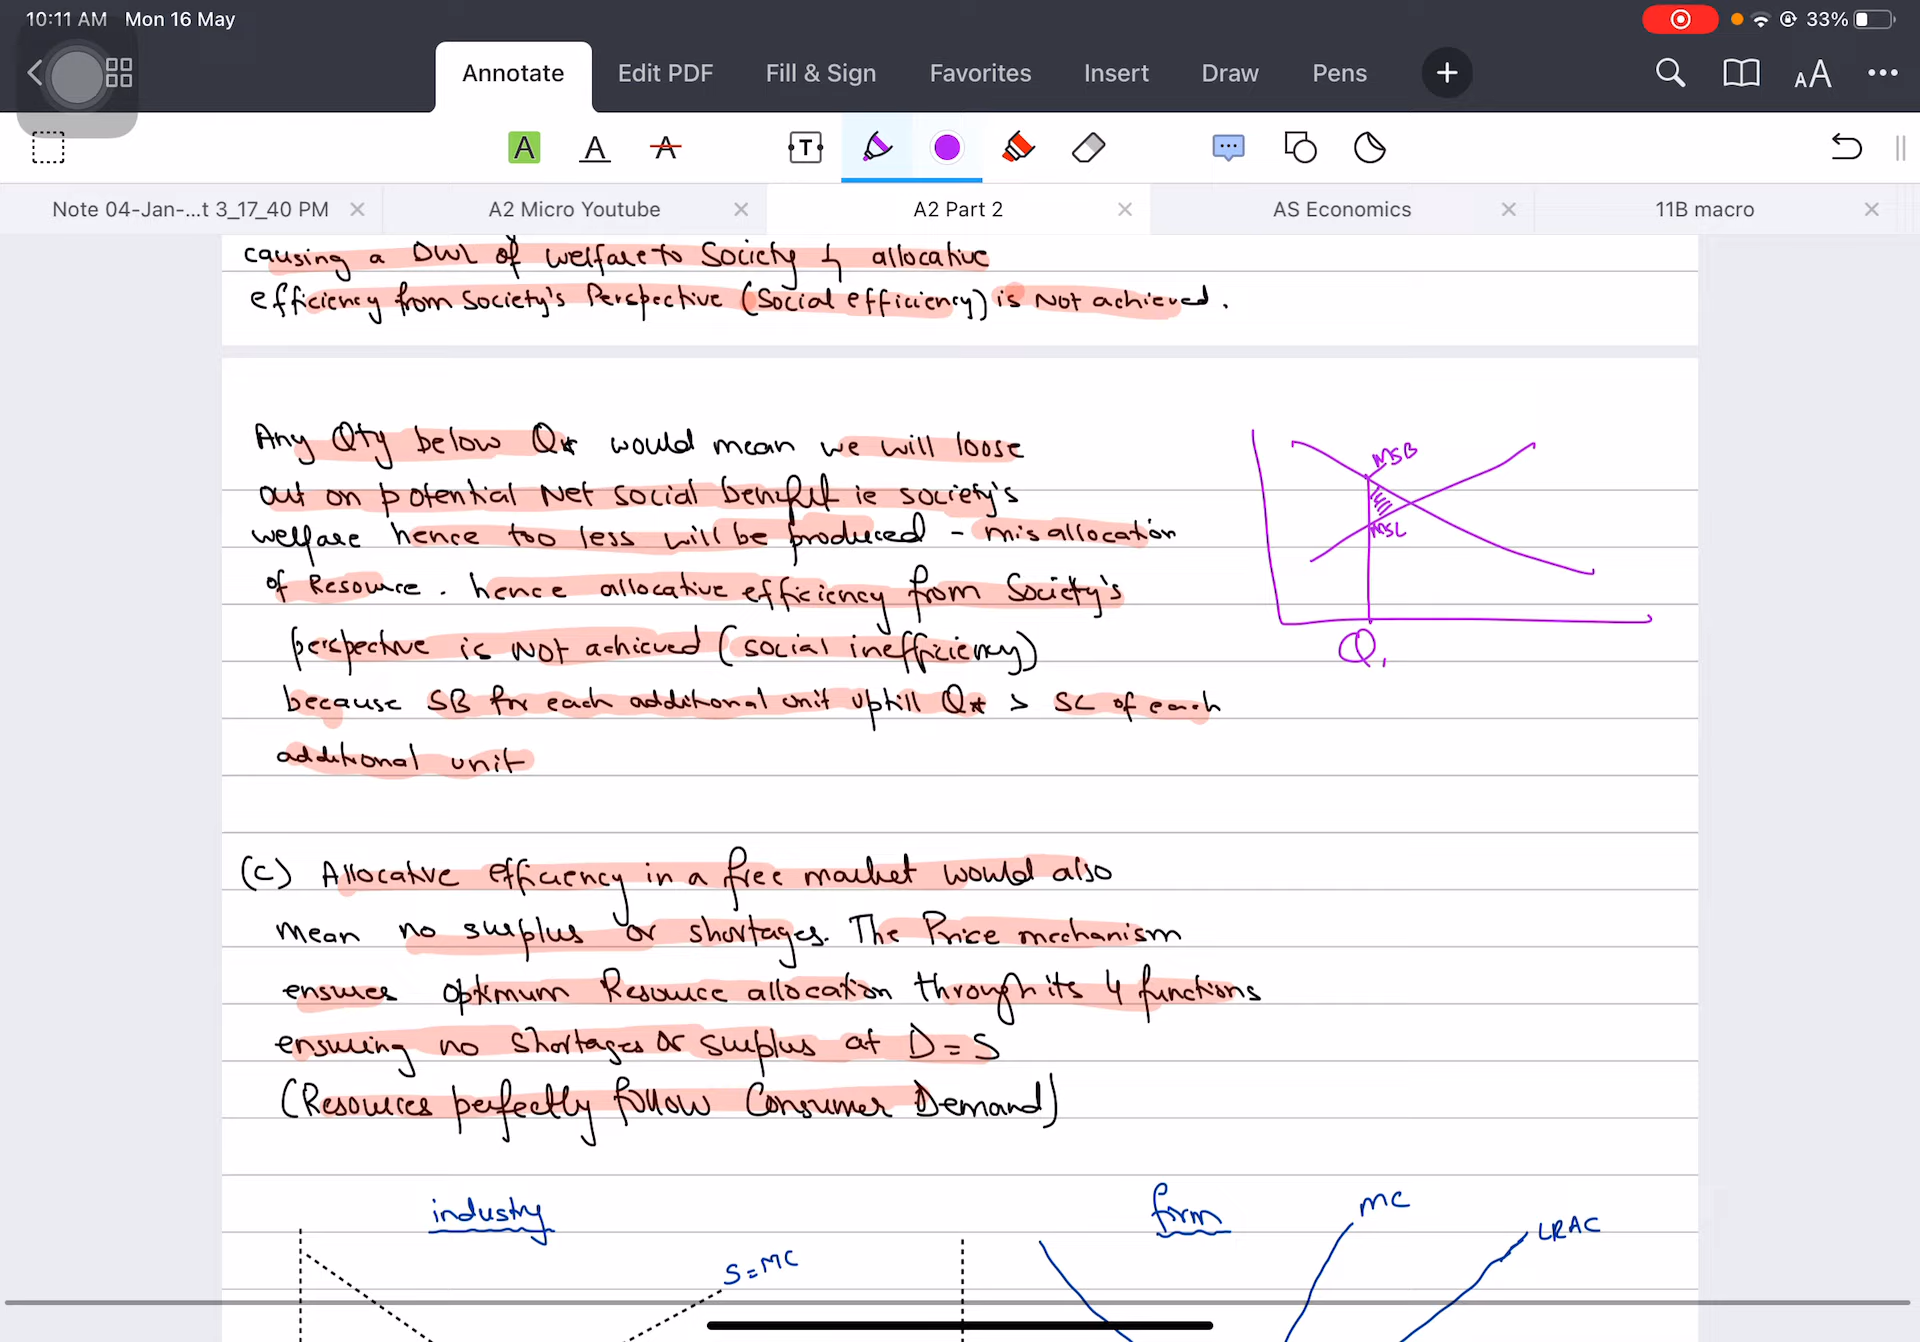 10:11 AM Mon 16 May
33%
Annotate Edit PDF Fill & Sign Favorites Insert Draw Pens
Note 04-Jan-...t 3_17_40 PM
A2 Micro Youtube
A2 Part 2
AS Economics
11B macro
causing a DWL of welfare to Society & allocative
efficiency from Society's Perspective (Social efficiency) is Not achieved.
Any Qty below Q* would mean we will loose
out on potential Net social benefit ie society's
welfare hence too less will be produced - misallocation
of Resource. hence allocative efficiency from Society's
perspective is NOT achieved (social inefficiency)
because SB for each additional unit uptill Q* > SC of each
additional unit
MSB
MSC
Q1
(c) Allocative efficiency in a free market would also
mean no surplus or shortages. The Price mechanism
ensures optimum Resource allocation through its 4 functions
ensuring no Shortages or surplus at D=S
(Resources perfectly follow Consumer Demand)
industry
firm
MC
LRAC
S=MC